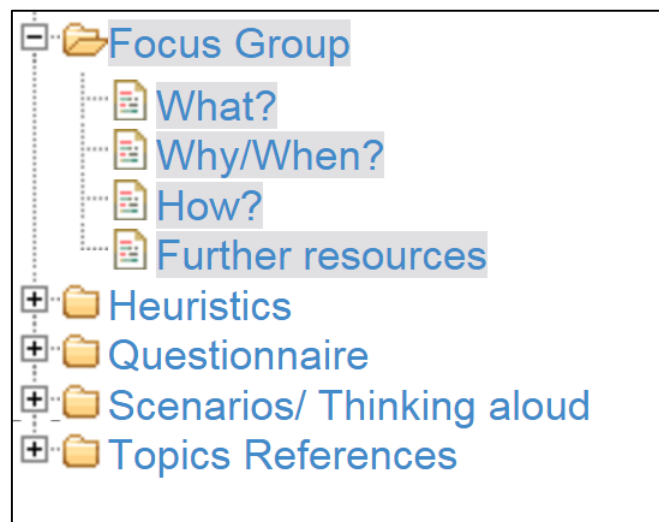 Focus Group
What?
Why/When?
How?
Further resources
Heuristics
Questionnaire
Scenarios/ Thinking aloud
Topics References